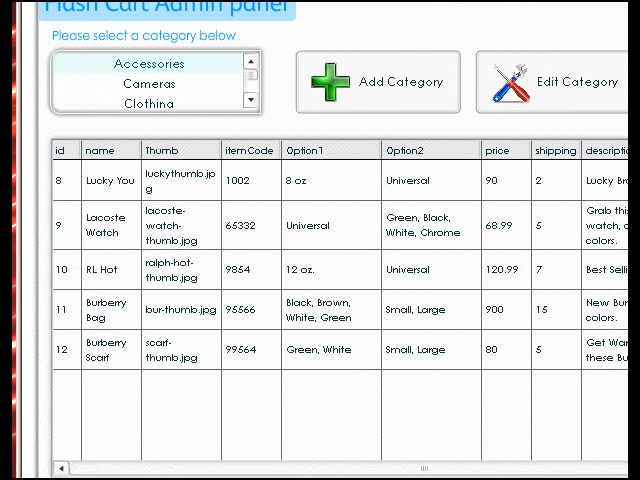 Flash Cart Admin panel
Please select a category below
Accessories
Cameras
Clothing
Add Category
Edit Category
id name Thumb itemCode Option1 Option2 price shipping descriptio
8 Lucky You luckythumb.jp 1002 8 oz Universal 90 2 Lucky Bra
g
9 Lacoste lacoste- 65332 Universal Green, Black, 68.99 5 Grab this
Watch watch- White, Chrome watch, c
thumb.jpg colors.
10 RL Hot ralph-hot- 9854 12 oz. Universal 120.99 7 Best Selli
thumb.jpg
11 Burberry bur-thumb.jpg 95566 Black, Brown, Small, Large 900 15 New Bur
Bag White, Green colors.
12 Burberry scarf- 99564 Green, White Small, Large 80 5 Get War
Scarf thumb.jpg these Bu